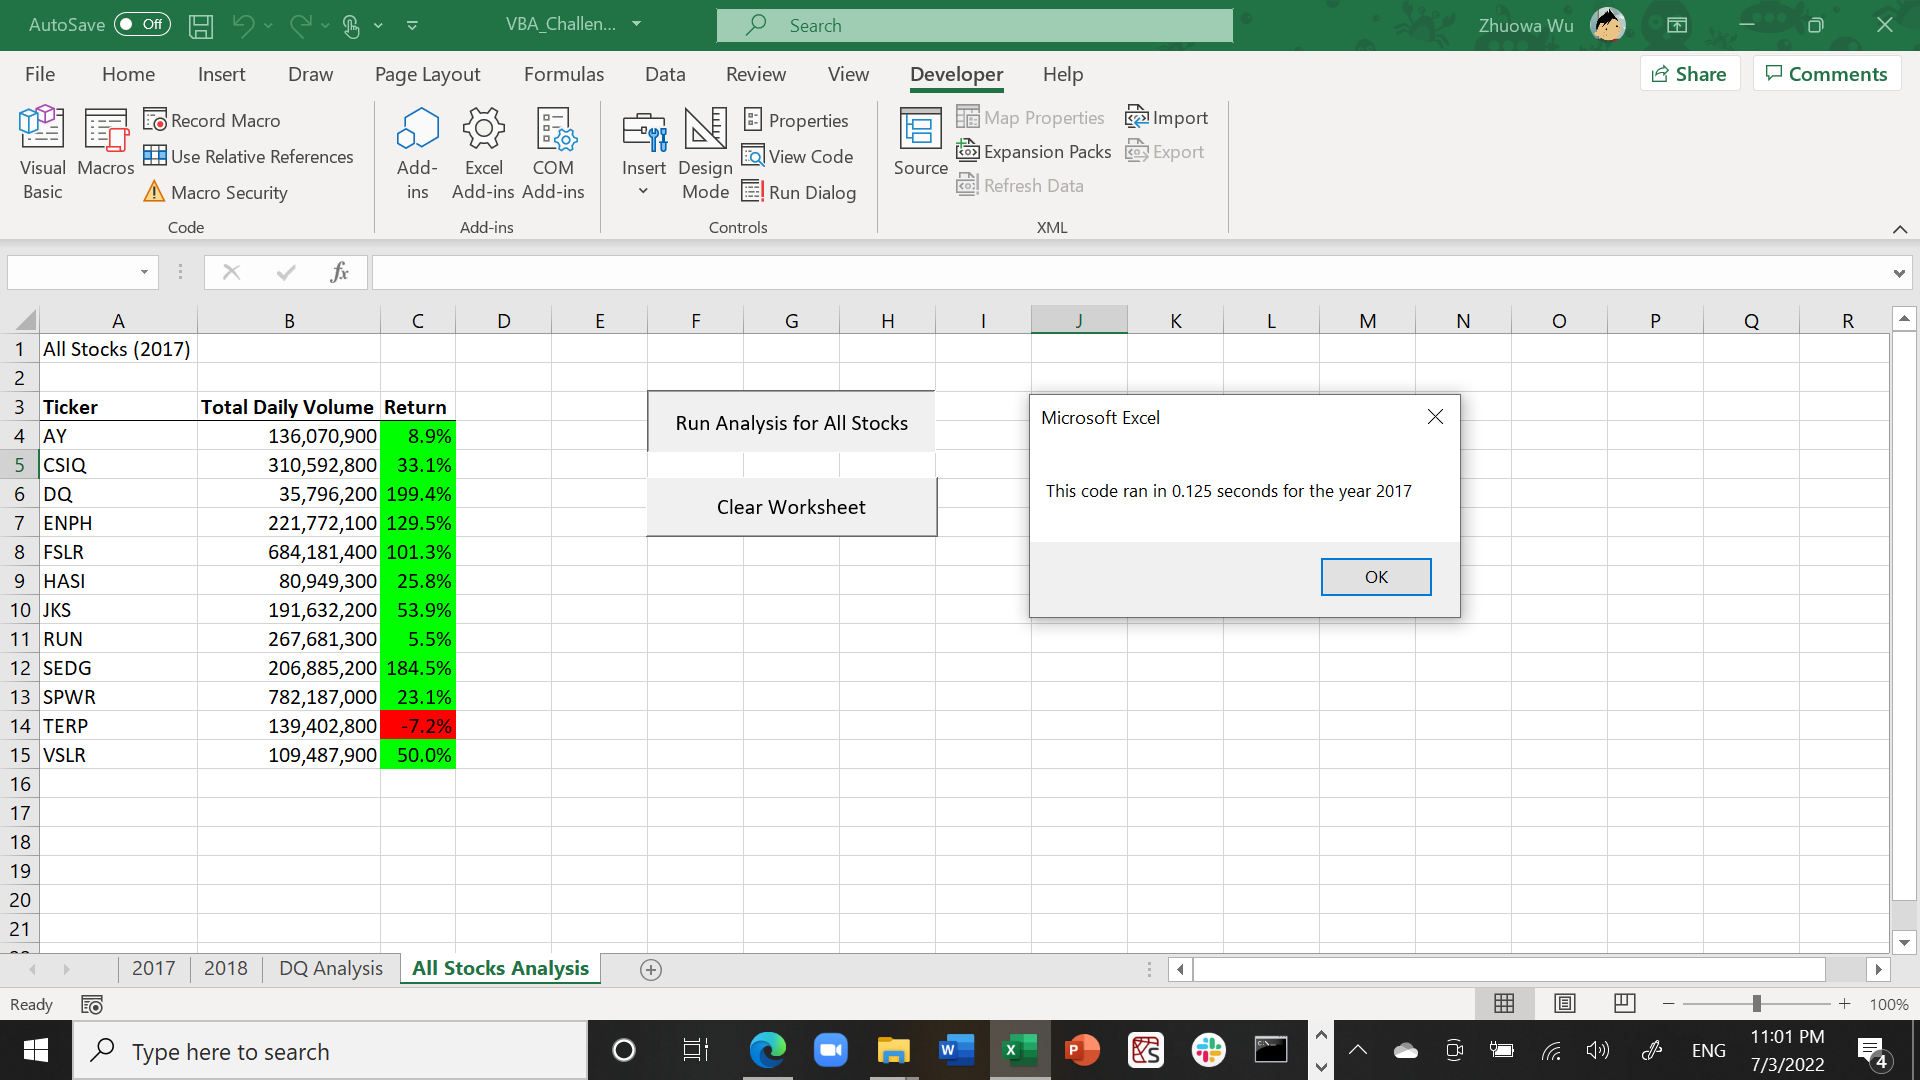 AutoSave Off VBA_Challen... Search Zhuowa Wu
File Home Insert Draw Page Layout Formulas Data Review View Developer Help Share Comments
Visual Basic
Macros
Record Macro
Use Relative References
Macro Security
Code
Add-ins
Excel Add-ins
COM Add-ins
Add-ins
Insert
Design Mode
Properties
View Code
Run Dialog
Controls
Source
Map Properties
Expansion Packs
Refresh Data
Import
Export
XML
fx
A B C D E F G H I J K L M N O P Q R
1 All Stocks (2017)
2
3 Ticker Total Daily Volume Return
4 AY 136,070,900 8.9%
5 CSIQ 310,592,800 33.1%
6 DQ 35,796,200 199.4%
7 ENPH 221,772,100 129.5%
8 FSLR 684,181,400 101.3%
9 HASI 80,949,300 25.8%
10 JKS 191,632,200 53.9%
11 RUN 267,681,300 5.5%
12 SEDG 206,885,200 184.5%
13 SPWR 782,187,000 23.1%
14 TERP 139,402,800 -7.2%
15 VSLR 109,487,900 50.0%
16
17
18
19
20
21
Run Analysis for All Stocks
Clear Worksheet
Microsoft Excel
This code ran in 0.125 seconds for the year 2017
OK
2017 2018 DQ Analysis All Stocks Analysis
Ready 100%
Type here to search
ENG
11:01 PM
7/3/2022
4